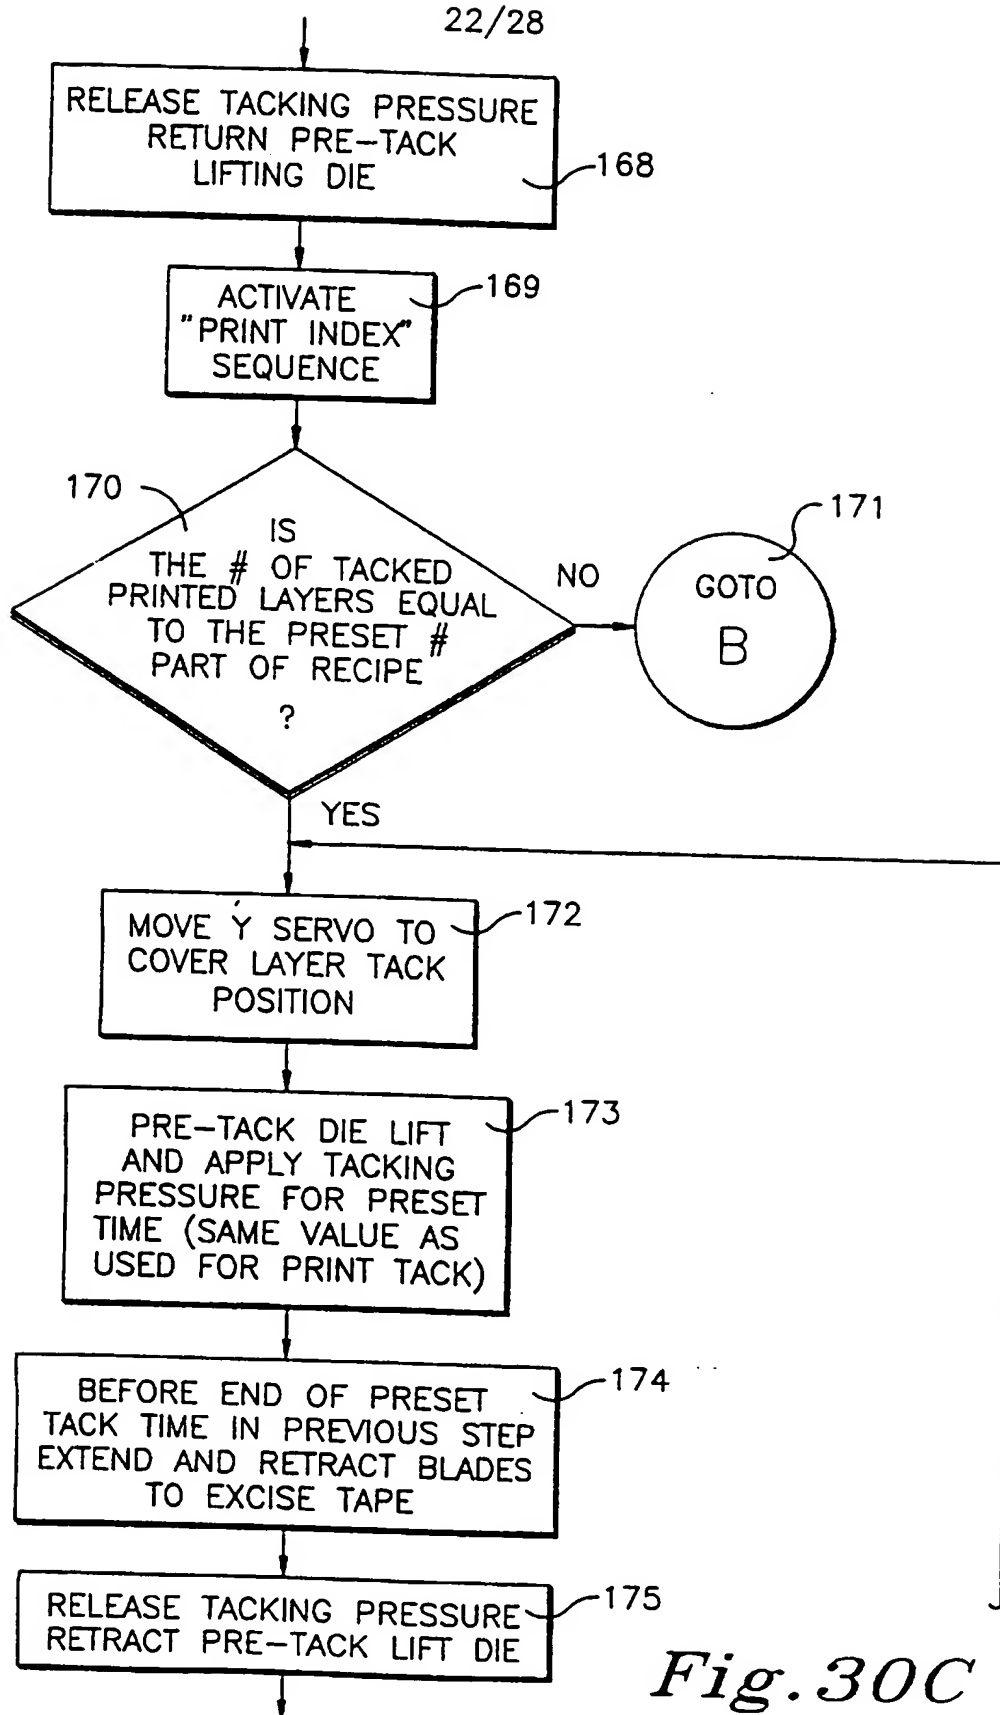 22/28
RELEASE TACKING PRESSURE
RETURN PRE-TACK
LIFTING DIE
168
ACTIVATE
"PRINT INDEX"
SEQUENCE
169
170
IS
THE # OF TACKED
PRINTED LAYERS EQUAL
TO THE PRESET #
PART OF RECIPE
?
NO
171
GOTO
B
YES
MOVE Y SERVO TO
COVER LAYER TACK
POSITION
172
PRE-TACK DIE LIFT
AND APPLY TACKING
PRESSURE FOR PRESET
TIME (SAME VALUE AS
USED FOR PRINT TACK)
173
BEFORE END OF PRESET
TACK TIME IN PREVIOUS STEP
EXTEND AND RETRACT BLADES
TO EXCISE TAPE
174
RELEASE TACKING PRESSURE
RETRACT PRE-TACK LIFT DIE
175
Fig.30C